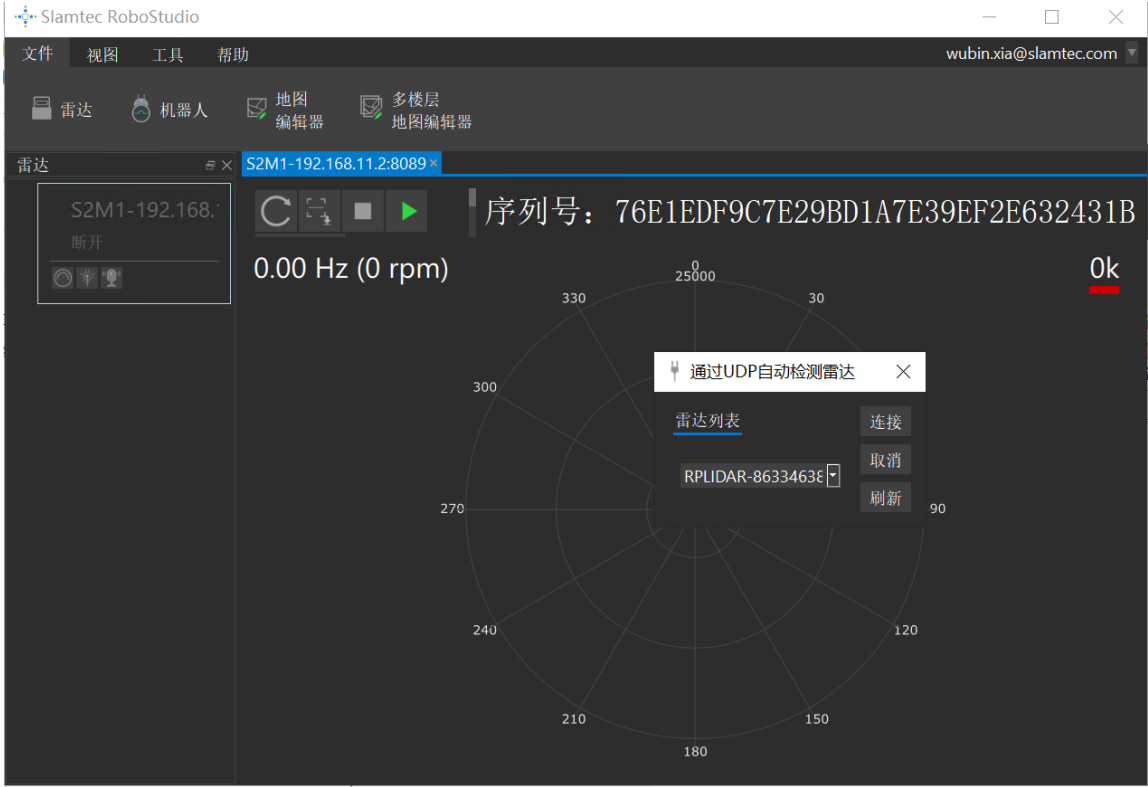 Slamtec RoboStudio
文件 视图 工具 帮助 wubin.xia@slamtec.com
雷达 机器人 地图 多楼层
编辑器 地图编辑器
雷达 S2M1-192.168.11.2:8089
S2M1-192.168.
断开
序列号：76E1EDF9C7E29BD1A7E39EF2E632431B
0.00 Hz (0 rpm) 0k
0
25000
330 30
通过UDP自动检测雷达
300
雷达列表 连接
取消
RPLIDAR-86334638
刷新
270 90
240 120
210 150
180